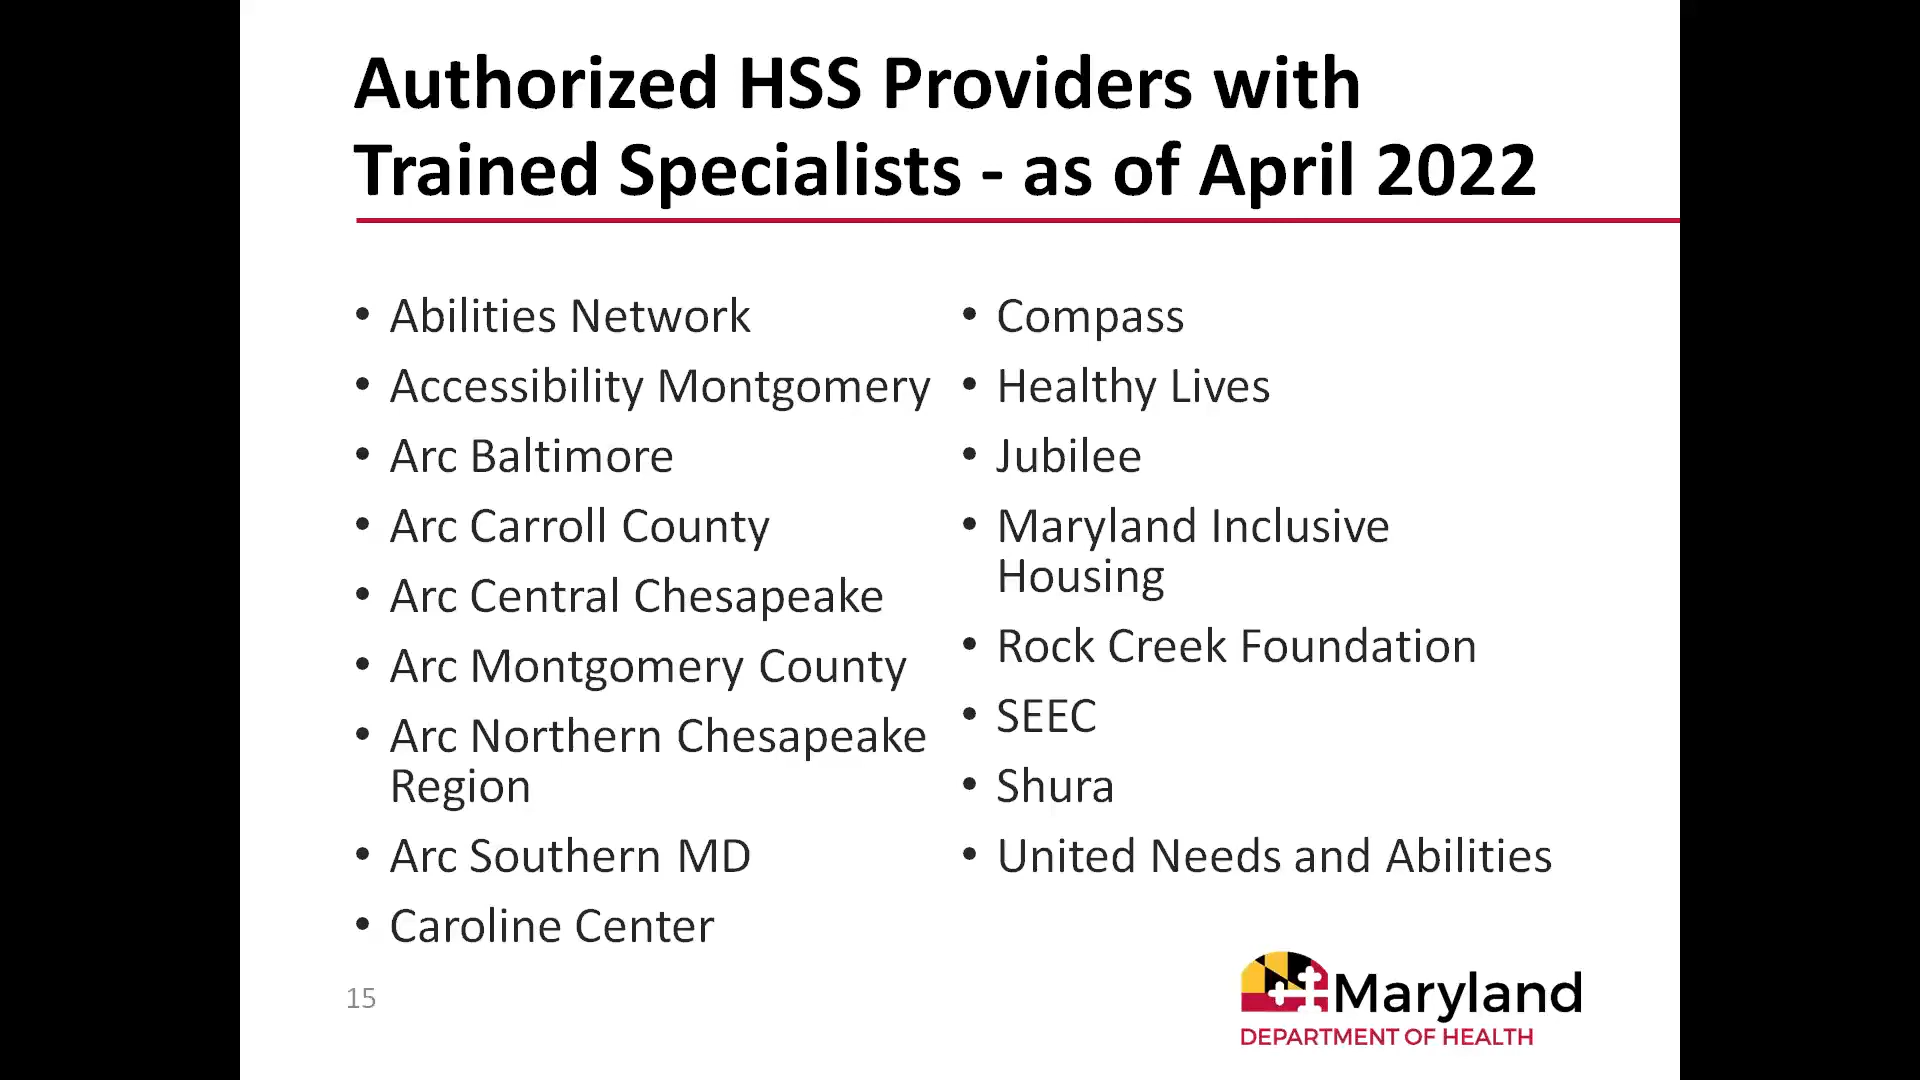 Authorized HSS Providers with
Trained Specialists - as of April 2022
• Abilities Network
• Accessibility Montgomery
• Arc Baltimore
• Arc Carroll County
• Arc Central Chesapeake
• Arc Montgomery County
• Arc Northern Chesapeake
Region
• Arc Southern MD
• Caroline Center
• Compass
• Healthy Lives
• Jubilee
• Maryland Inclusive
Housing
• Rock Creek Foundation
• SEEC
• Shura
• United Needs and Abilities
15
Maryland
DEPARTMENT OF HEALTH